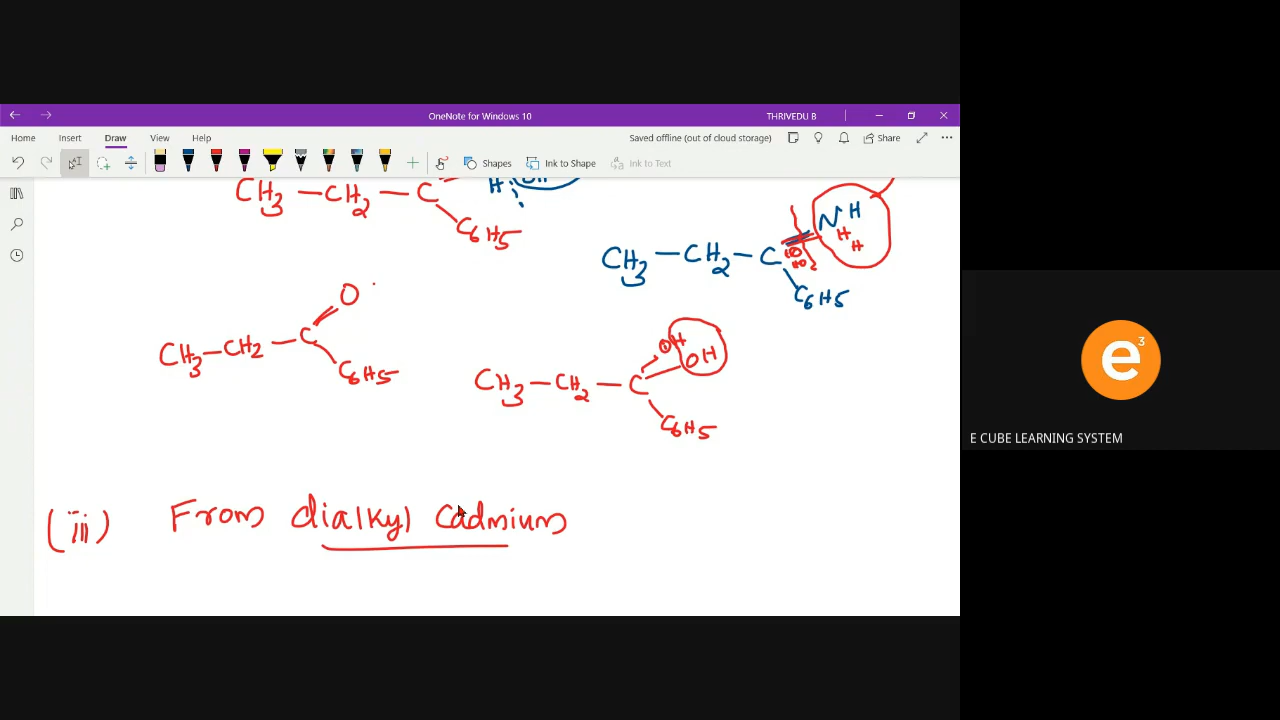 OneNote for Windows 10
THRIVEDU B
Home Insert Draw View Help
Saved offline (out of cloud storage)
Share
Shapes
Ink to Shape
Ink to Text
H OH
CH3 — CH2 — C
C6H5
NH
H
H
CH3 — CH2 — C
C6H5
O
CH3 — CH2 — C
C6H5
OH
OH
CH3 — CH2 — C
C6H5
(iii) From dialkyl cadmium
e3
E CUBE LEARNING SYSTEM